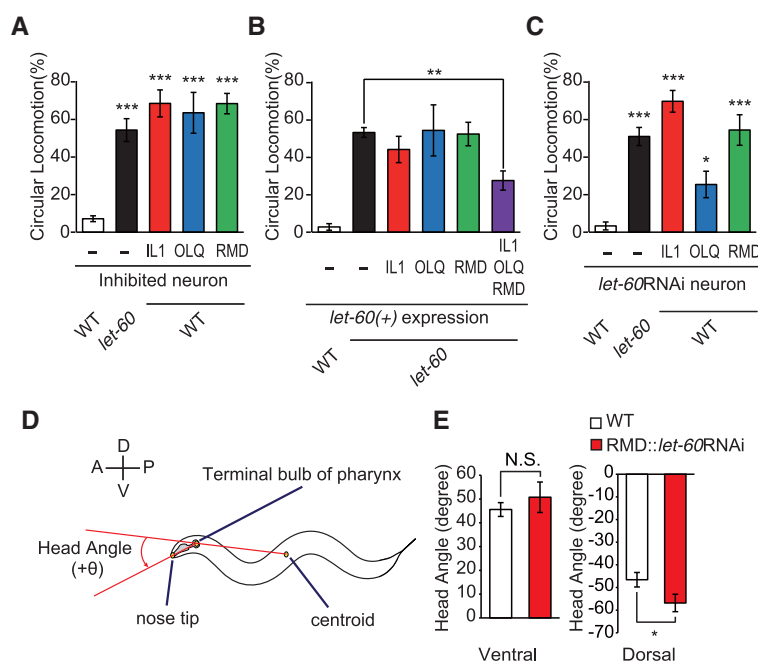 A
Circular Locomotion(%)
80
60
40
20
0
***
***
***
***
–
–
IL1
OLQ
RMD
Inhibited neuron
WT
let-60
WT
B
Circular Locomotion(%)
80
60
40
20
0
**
–
–
IL1
OLQ
RMD
IL1
OLQ
RMD
let-60(+) expression
WT
let-60
C
Circular Locomotion(%)
80
60
40
20
0
***
***
*
***
–
–
IL1
OLQ
RMD
let-60RNAi neuron
WT
let-60
WT
D
D
A
P
V
Terminal bulb of pharynx
Head Angle
(+θ)
nose tip
centroid
E
WT
RMD::let-60RNAi
Head Angle (degree)
60
50
40
30
20
10
0
N.S.
Ventral
Head Angle (degree)
0
-10
-20
-30
-40
-50
-60
-70
*
Dorsal